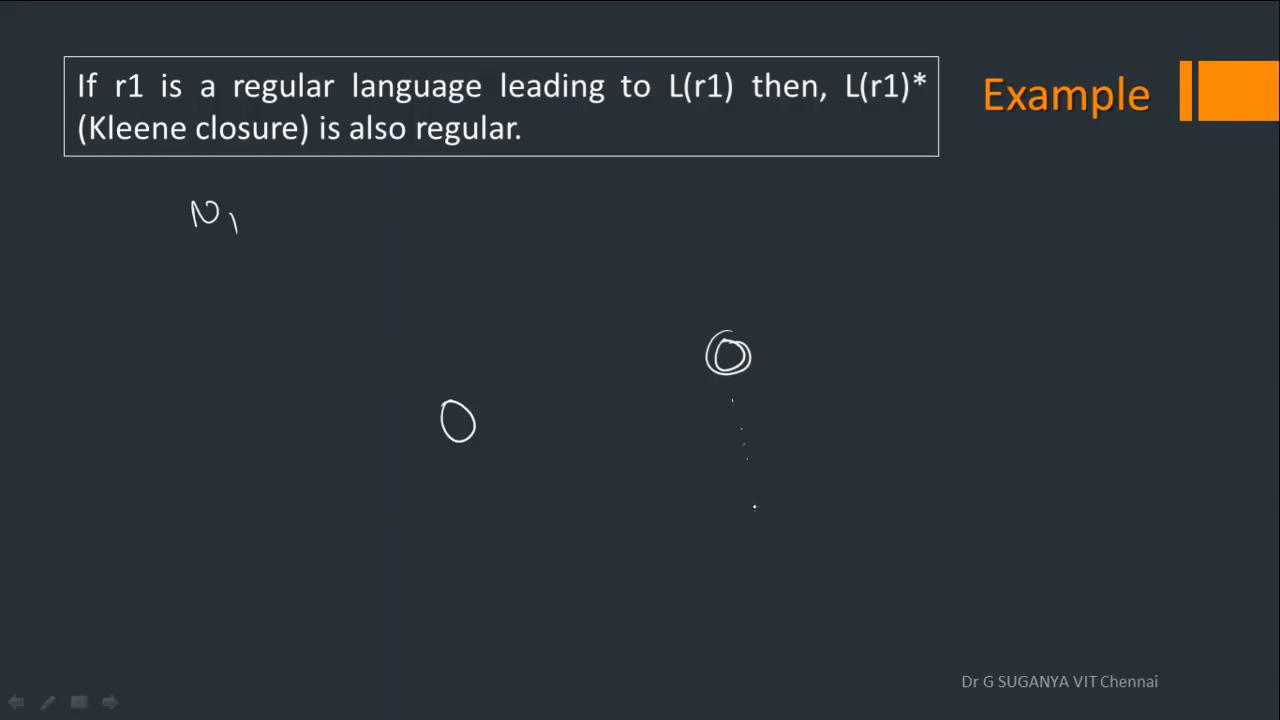 If r1 is a regular language leading to L(r1) then, L(r1)*
(Kleene closure) is also regular.
Example
N1
Dr G SUGANYA VIT Chennai